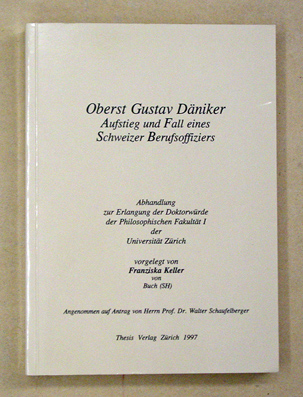 Oberst Gustav Däniker
Aufstieg und Fall eines
Schweizer Berufsoffiziers
Abhandlung
zur Erlangung der Doktorwürde
der Philosophischen Fakultät I
der
Universität Zürich
vorgelegt von
Franziska Keller
von
Buch (SH)
Angenommen auf Antrag von Herrn Prof. Dr. Walter Schaufelberger
Thesis Verlag Zürich 1997